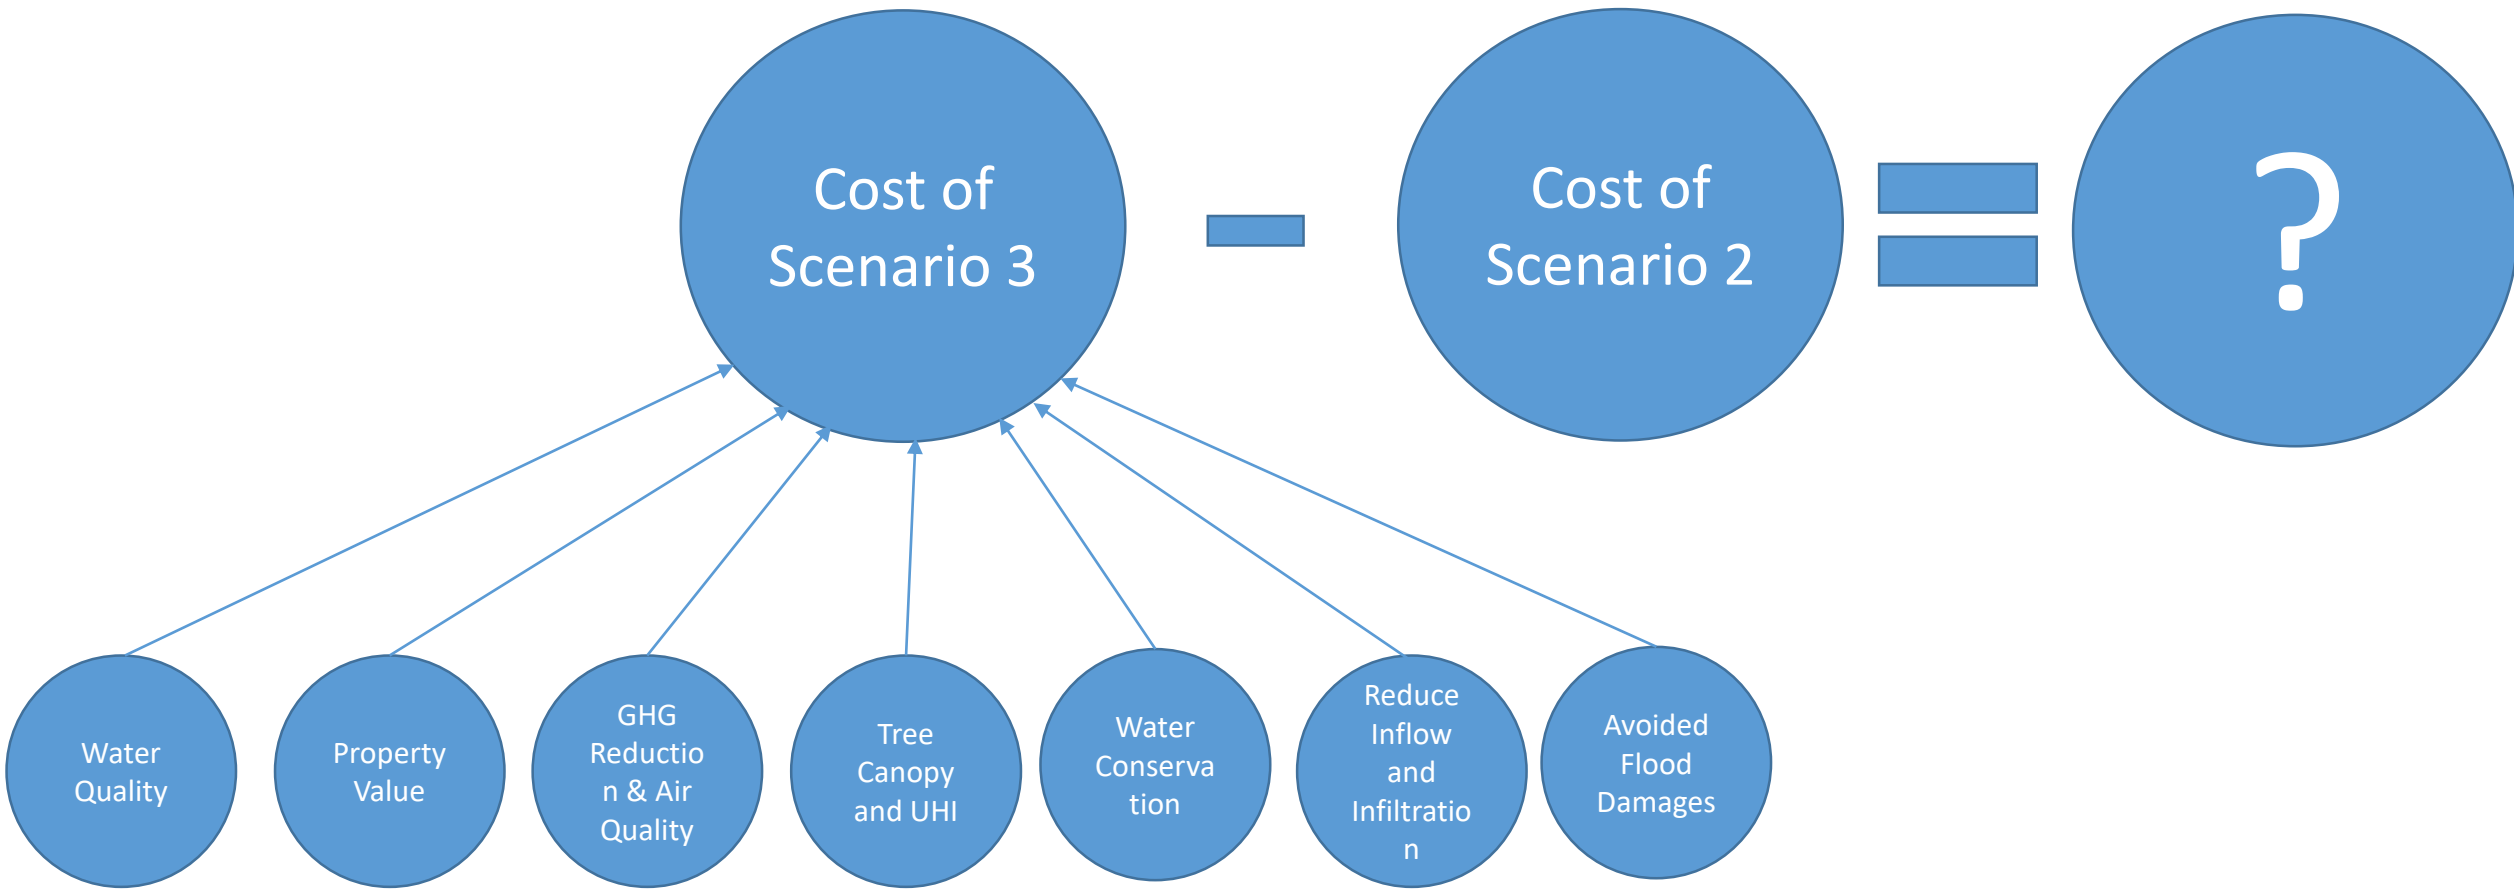 Cost of
Scenario 3
Cost of
Scenario 2
?
Water
Quality
Property
Value
GHG
Reductio
n & Air
Quality
Tree
Canopy
and UHI
Water
Conserva
tion
Reduce
Inflow
and
Infiltratio
n
Avoided
Flood
Damages